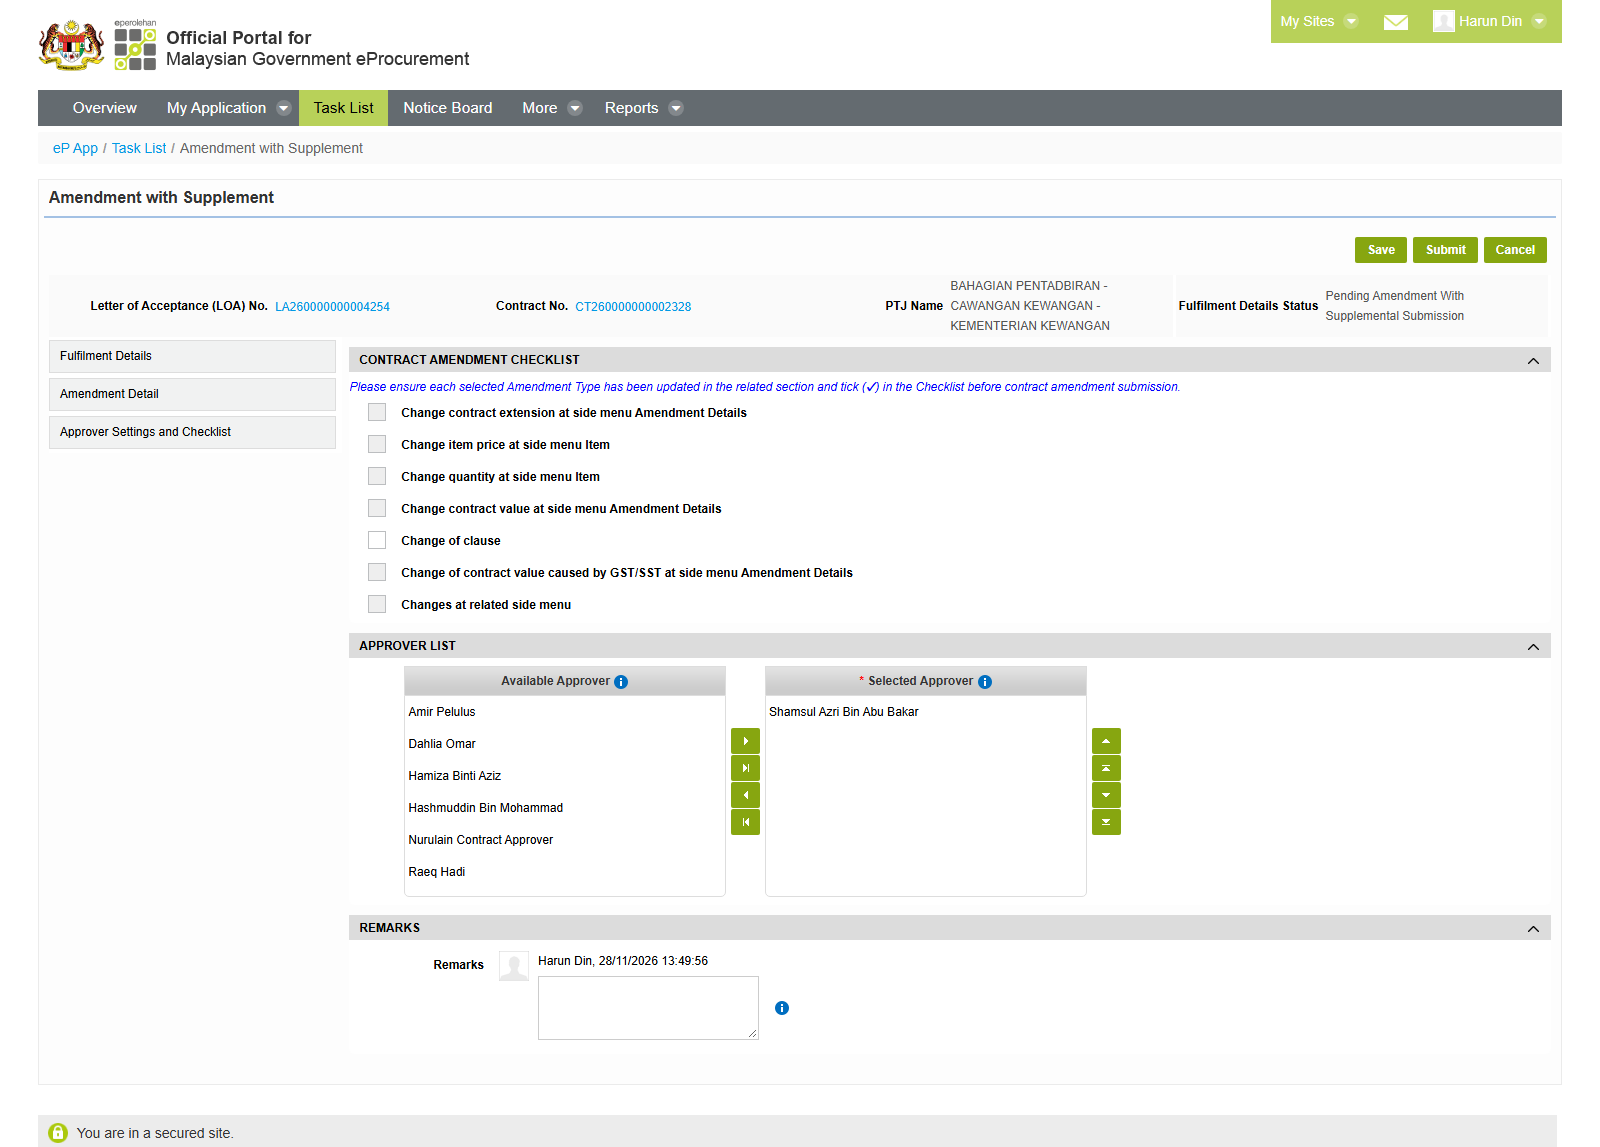 My Sites
Harun Din
eperolehan
Official Portal for
Malaysian Government eProcurement
Overview
My Application
Task List
Notice Board
More
Reports
eP App / Task List / Amendment with Supplement
Amendment with Supplement
Save
Submit
Cancel
Letter of Acceptance (LOA) No. LA260000000004254
Contract No. CT260000000002328
PTJ Name
BAHAGIAN PENTADBIRAN -
CAWANGAN KEWANGAN -
KEMENTERIAN KEWANGAN
Fulfilment Details Status
Pending Amendment With
Supplemental Submission
Fulfilment Details
Amendment Detail
Approver Settings and Checklist
CONTRACT AMENDMENT CHECKLIST
Please ensure each selected Amendment Type has been updated in the related section and tick (✓) in the Checklist before contract amendment submission.
Change contract extension at side menu Amendment Details
Change item price at side menu Item
Change quantity at side menu Item
Change contract value at side menu Amendment Details
Change of clause
Change of contract value caused by GST/SST at side menu Amendment Details
Changes at related side menu
APPROVER LIST
Available Approver
Amir Pelulus
Dahlia Omar
Hamiza Binti Aziz
Hashmuddin Bin Mohammad
Nurulain Contract Approver
Raeq Hadi
* Selected Approver
Shamsul Azri Bin Abu Bakar
REMARKS
Remarks
Harun Din, 28/11/2026 13:49:56
You are in a secured site.